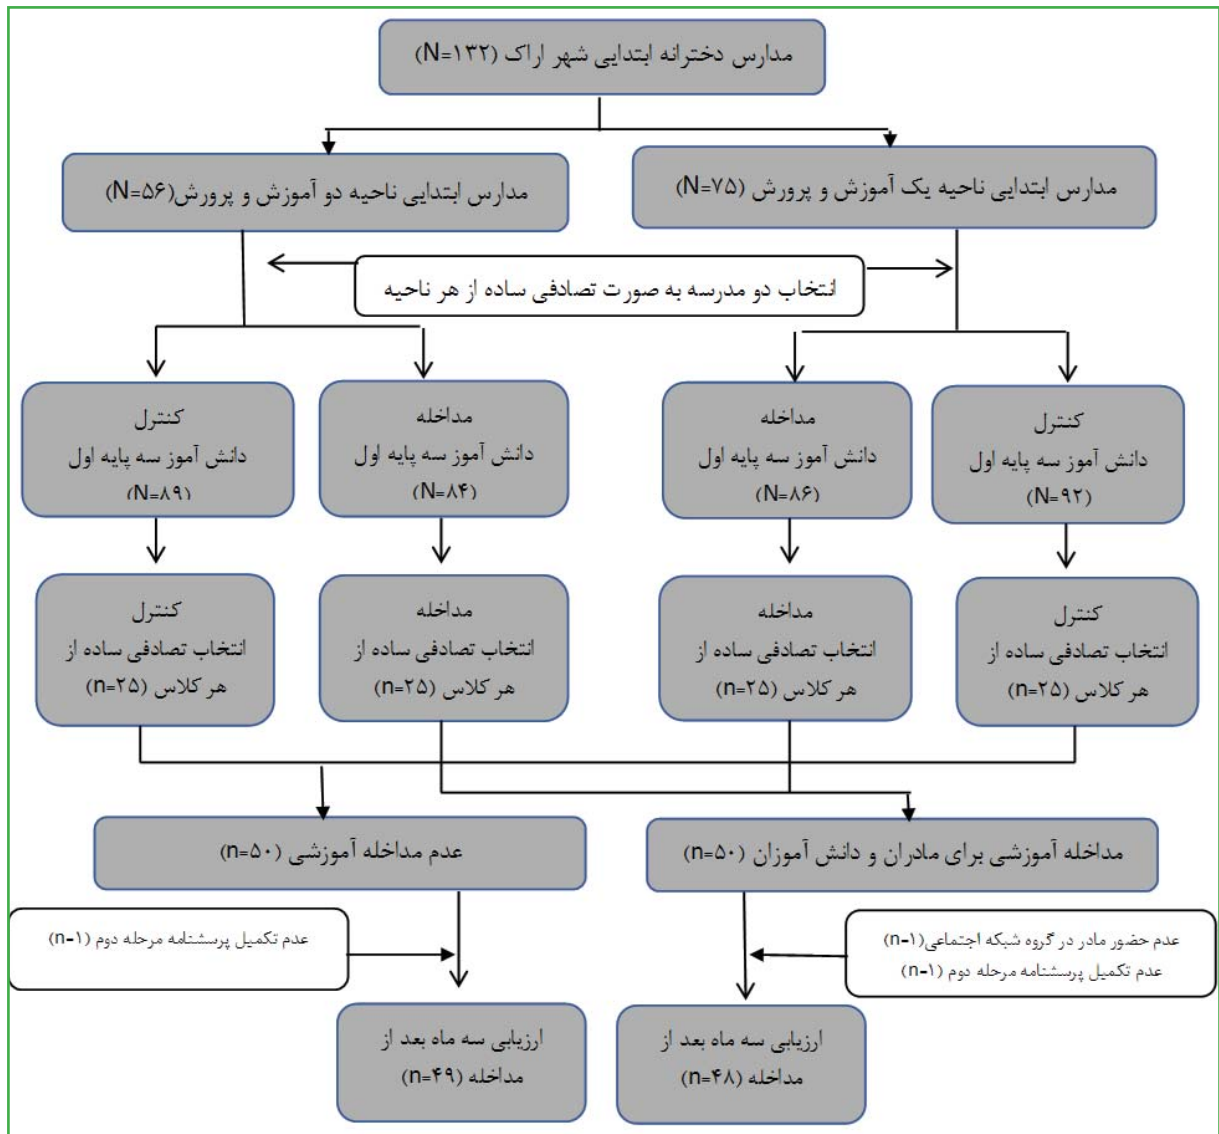 مدارس دخترانه ابتدایی شهر اراک (N=۱۳۲)
مدارس ابتدایی ناحیه یک آموزش و پرورش (N=۷۵)
مدارس ابتدایی ناحیه دو آموزش و پرورش(N=۵۶)
انتخاب دو مدرسه به صورت تصادفی ساده از هر ناحیه
کنترل
دانش آموز سه پایه اول
(N=۹۲)
مداخله
دانش آموز سه پایه اول
(N=۸۶)
مداخله
دانش آموز سه پایه اول
(N=۸۴)
کنترل
دانش آموز سه پایه اول
(N=۸۹)
کنترل
انتخاب تصادفی ساده از
هر کلاس (n=۲۵)
مداخله
انتخاب تصادفی ساده از
هر کلاس (n=۲۵)
مداخله
انتخاب تصادفی ساده از
هر کلاس (n=۲۵)
کنترل
انتخاب تصادفی ساده از
هر کلاس (n=۲۵)
مداخله آموزشی برای مادران و دانش آموزان (n=۵۰)
عدم مداخله آموزشی (n=۵۰)
عدم حضور مادر در گروه شبکه اجتماعی(n-۱)
عدم تکمیل پرسشنامه مرحله دوم (n-۱)
عدم تکمیل پرسشنامه مرحله دوم (n-۱)
ارزیابی سه ماه بعد از
مداخله (n=۴۸)
ارزیابی سه ماه بعد از
مداخله (n=۴۹)